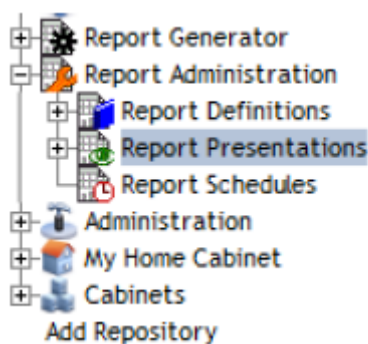 Report Generator
Report Administration
Report Definitions
Report Presentations
Report Schedules
Administration
My Home Cabinet
Cabinets
Add Repository